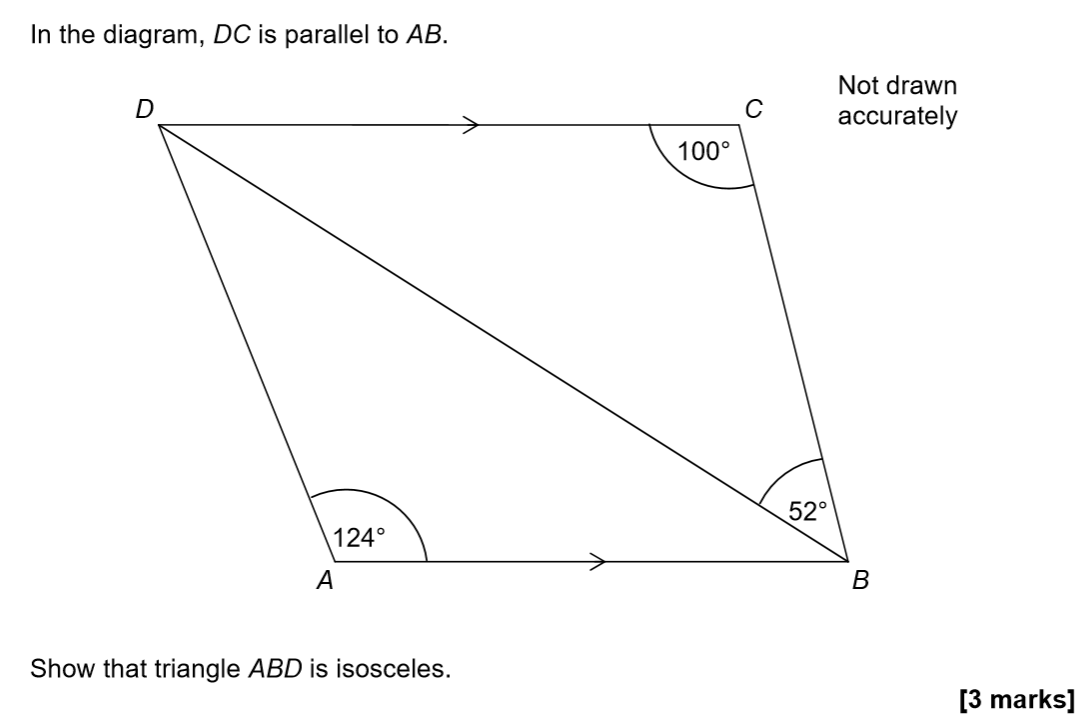 In the diagram, DC is parallel to AB.
Not drawn
accurately
D
C
100°
52°
124°
A
B
Show that triangle ABD is isosceles.
[3 marks]